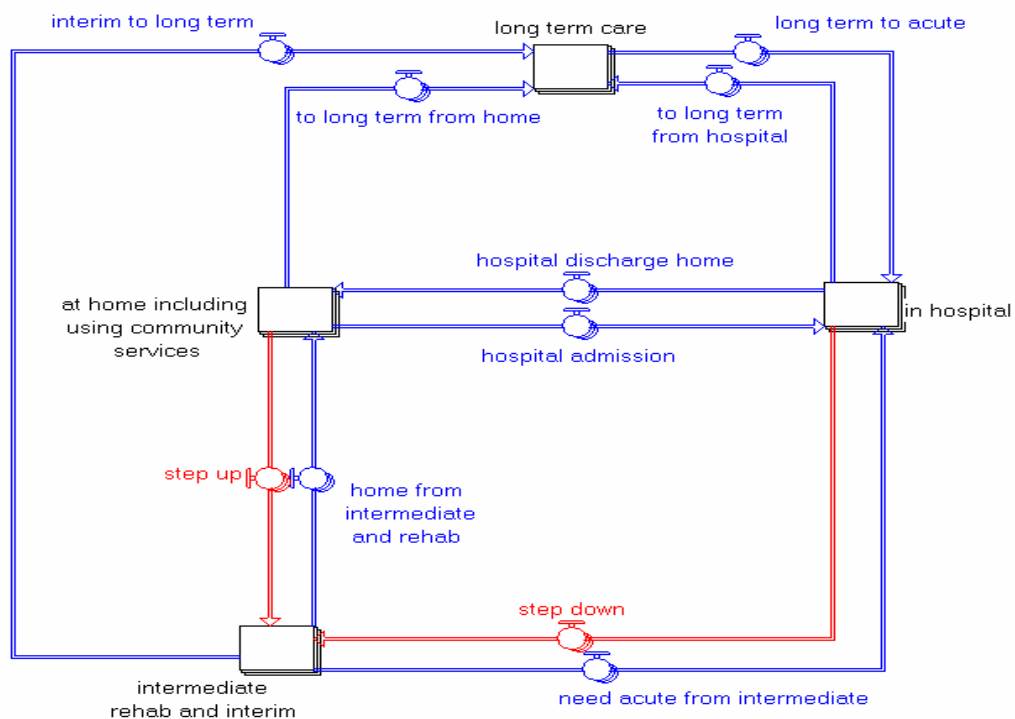 interim to long term
long term care
long term to acute
to long term from home
to long term
from hospital
hospital discharge home
at home including
using community
services
in hospital
hospital admission
step up
home from
intermediate
and rehab
step down
intermediate
rehab and interim
need acute from intermediate